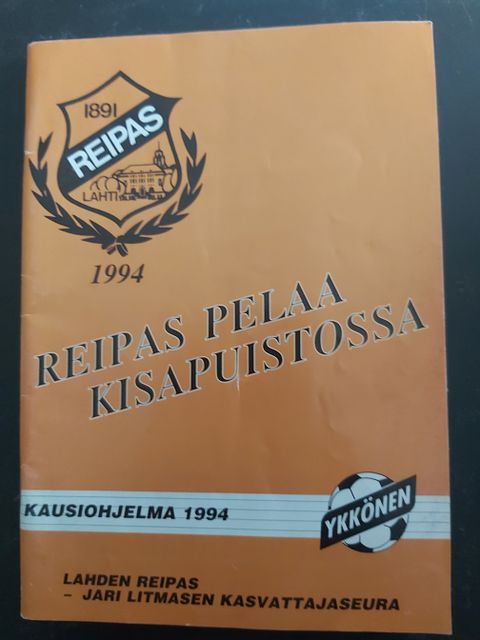 1891
REIPAS
LAHTI
1994
REIPAS PELAA
KISAPUISTOSSA
KAUSIOHJELMA 1994
YKKÖNEN
LAHDEN REIPAS
- JARI LITMASEN KASVATTAJASEURA